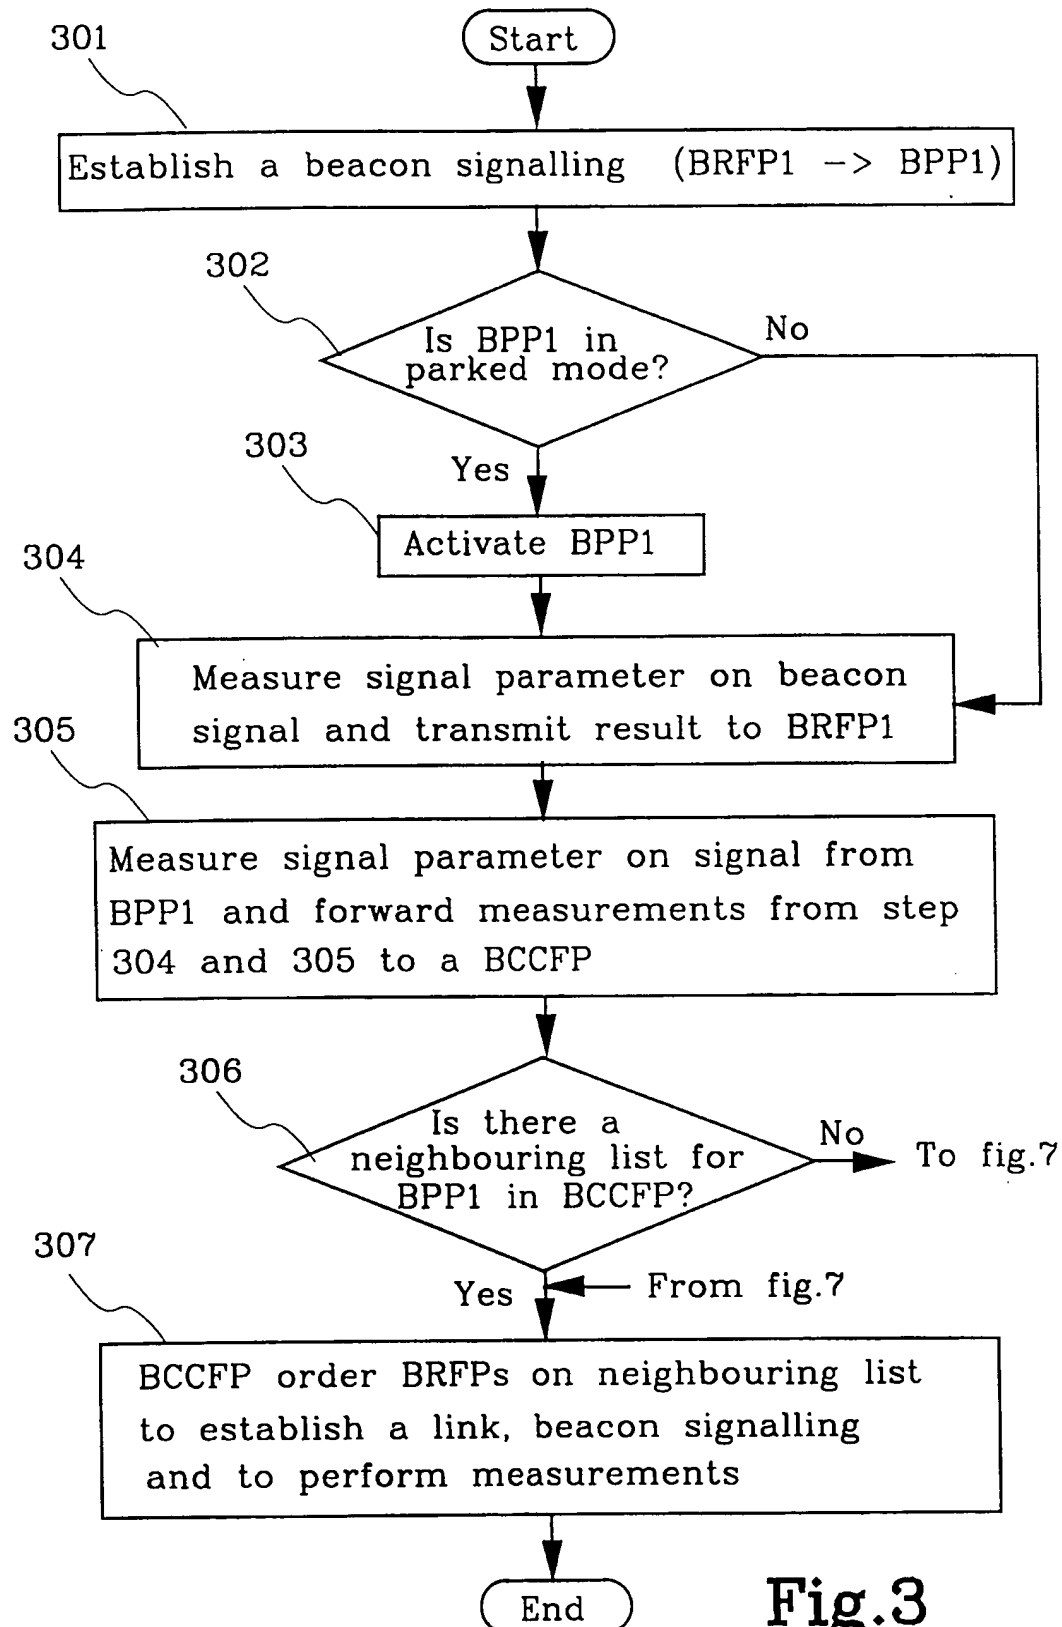 Start
301
Establish a beacon signalling (BRFP1 -> BPP1)
302
Is BPP1 in
parked mode?
No
Yes
303
Activate BPP1
304
Measure signal parameter on beacon
signal and transmit result to BRFP1
305
Measure signal parameter on signal from
BPP1 and forward measurements from step
304 and 305 to a BCCFP
306
Is there a
neighbouring list for
BPP1 in BCCFP?
No
To fig.7
Yes
From fig.7
307
BCCFP order BRFPs on neighbouring list
to establish a link, beacon signalling
and to perform measurements
End
Fig.3